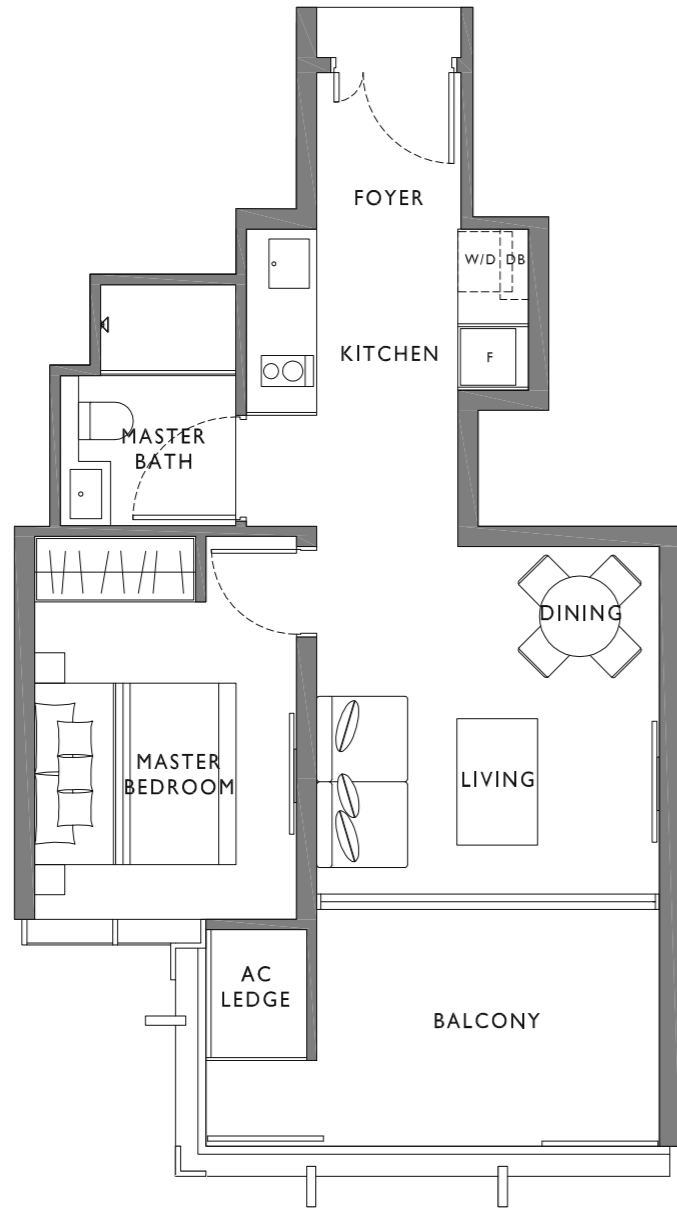 FOYER
W/D DB
KITCHEN
F
MASTER
BATH
DINING
MASTER
BEDROOM
LIVING
AC
LEDGE
BALCONY